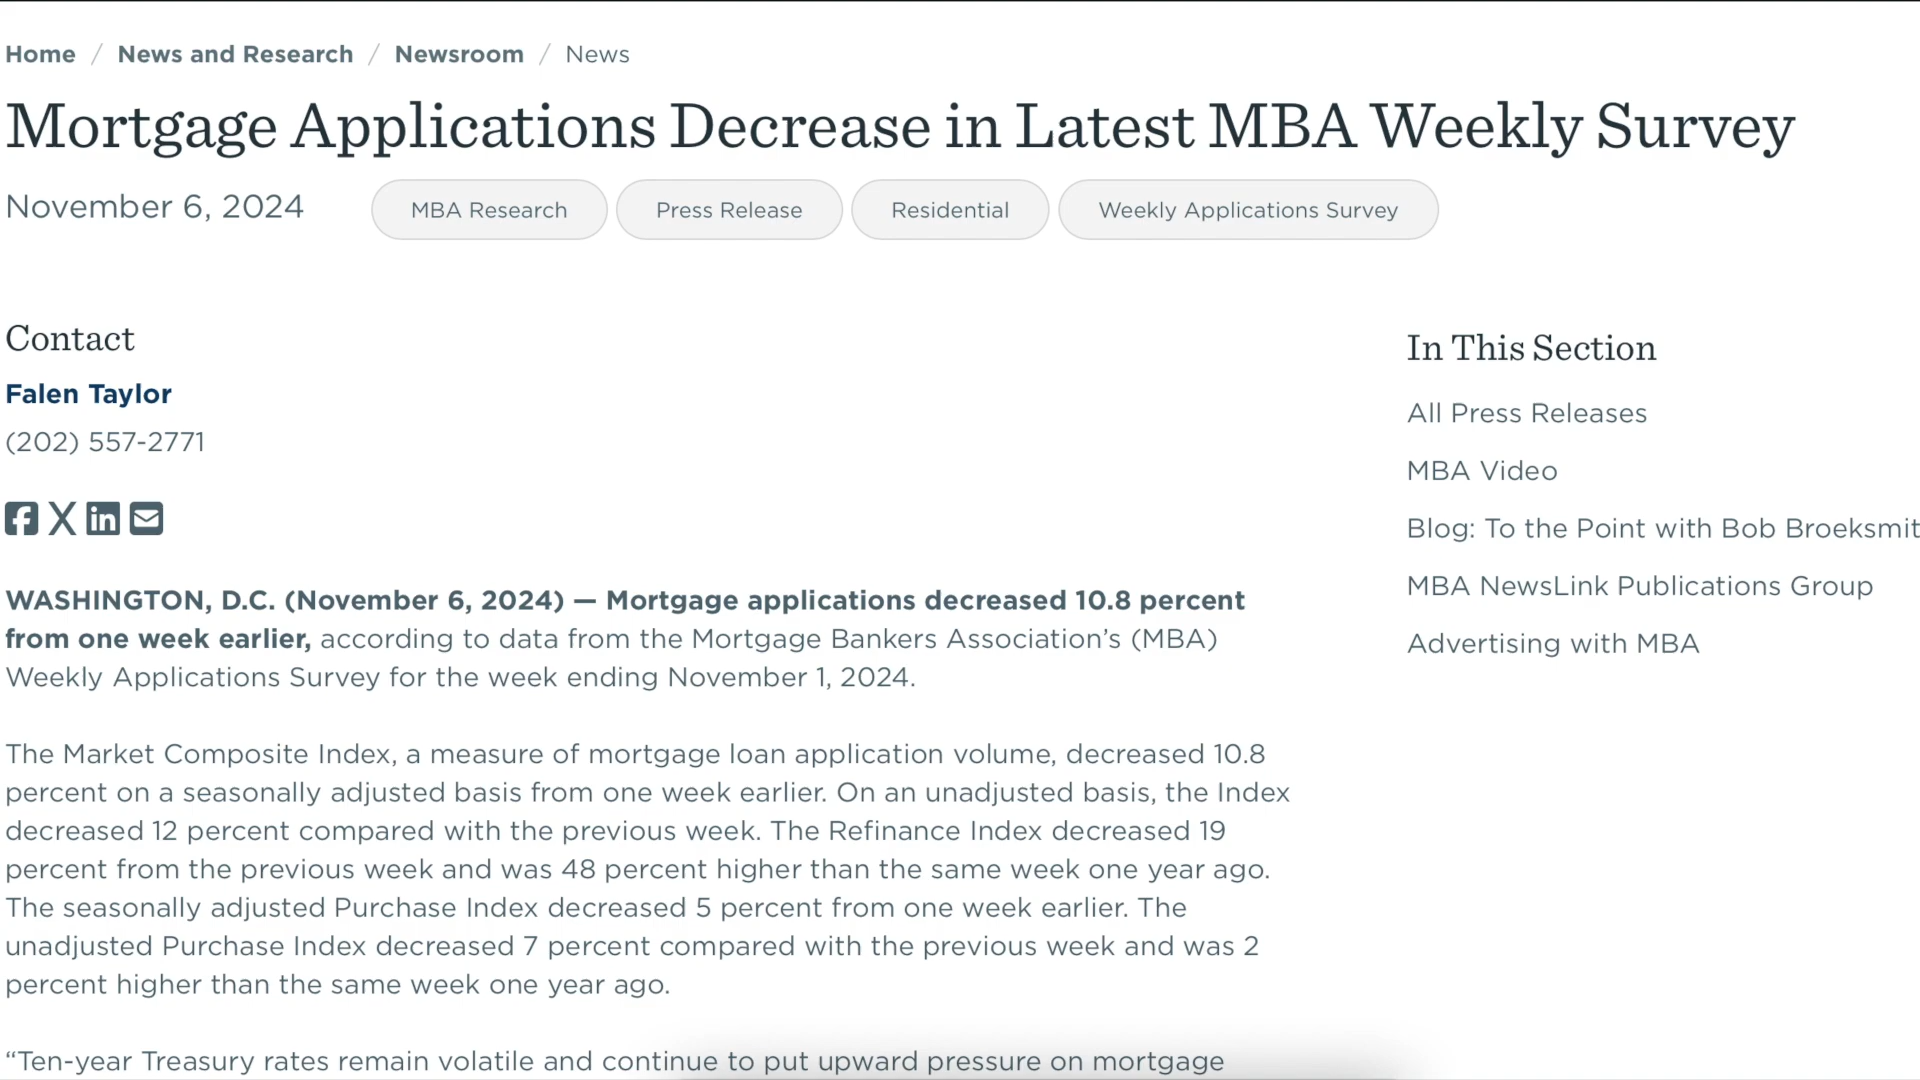 Home / News and Research / Newsroom / News
Mortgage Applications Decrease in Latest MBA Weekly Survey
November 6, 2024
MBA Research
Press Release
Residential
Weekly Applications Survey
Contact
Falen Taylor
(202) 557-2771
WASHINGTON, D.C. (November 6, 2024) — Mortgage applications decreased 10.8 percent
from one week earlier, according to data from the Mortgage Bankers Association’s (MBA)
Weekly Applications Survey for the week ending November 1, 2024.
The Market Composite Index, a measure of mortgage loan application volume, decreased 10.8
percent on a seasonally adjusted basis from one week earlier. On an unadjusted basis, the Index
decreased 12 percent compared with the previous week. The Refinance Index decreased 19
percent from the previous week and was 48 percent higher than the same week one year ago.
The seasonally adjusted Purchase Index decreased 5 percent from one week earlier. The
unadjusted Purchase Index decreased 7 percent compared with the previous week and was 2
percent higher than the same week one year ago.
“Ten-year Treasury rates remain volatile and continue to put upward pressure on mortgage
In This Section
All Press Releases
MBA Video
Blog: To the Point with Bob Broeksmit
MBA NewsLink Publications Group
Advertising with MBA